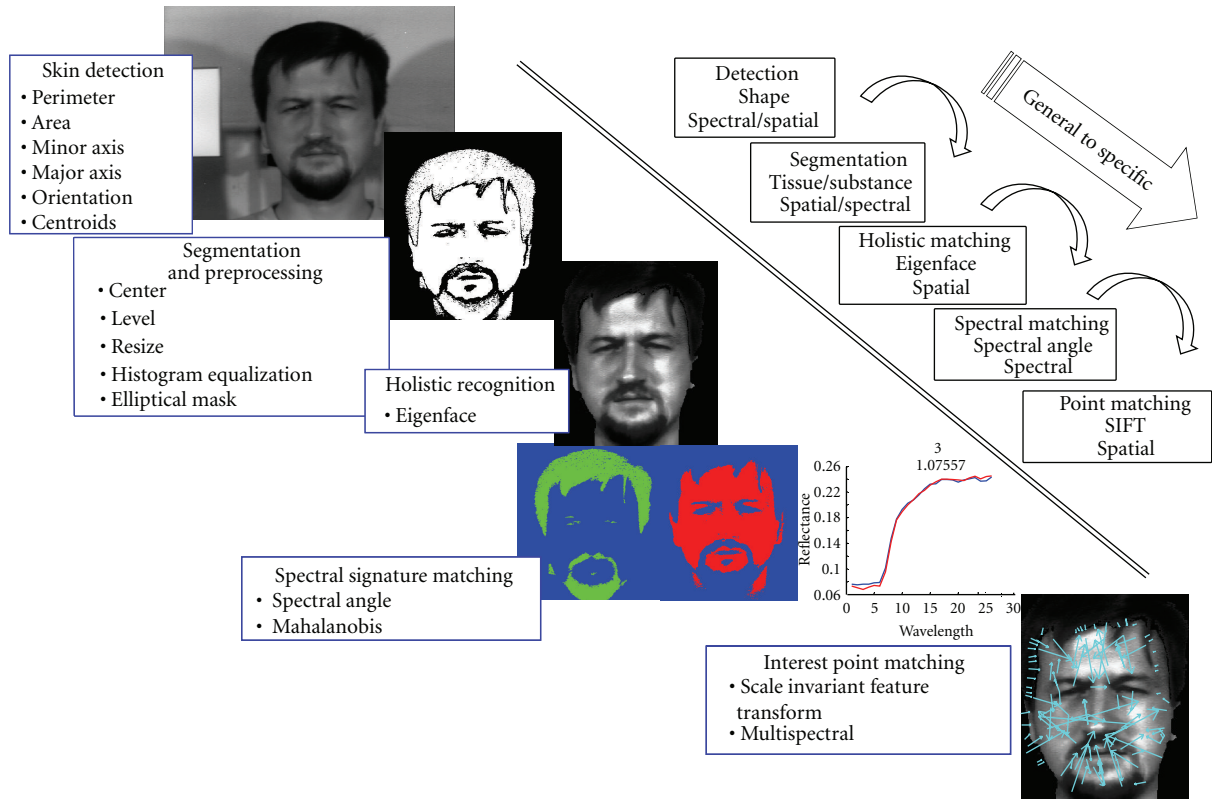 Skin detection
• Perimeter
• Area
• Minor axis
• Major axis
• Orientation
• Centroids
Segmentation
and preprocessing
• Center
• Level
• Resize
• Histogram equalization
• Elliptical mask
Holistic recognition
• Eigenface
Spectral signature matching
• Spectral angle
• Mahalanobis
Interest point matching
• Scale invariant feature
transform
• Multispectral
Detection
Shape
Spectral/spatial
Segmentation
Tissue/substance
Spatial/spectral
Holistic matching
Eigenface
Spatial
Spectral matching
Spectral angle
Spectral
Point matching
SIFT
Spatial
General to specific
3
1.07557
0.26
0.24
0.18
0.12
0.08
0.06
Reflectance
0 5 10 15 20 25 30
Wavelength